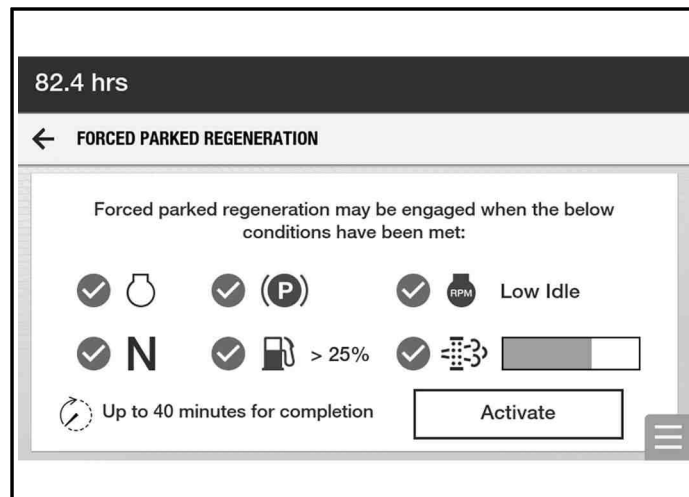 82.4 hrs
FORCED PARKED REGENERATION
Forced parked regeneration may be engaged when the below
conditions have been met:
(P) RPM Low Idle
N > 25%
Up to 40 minutes for completion Activate